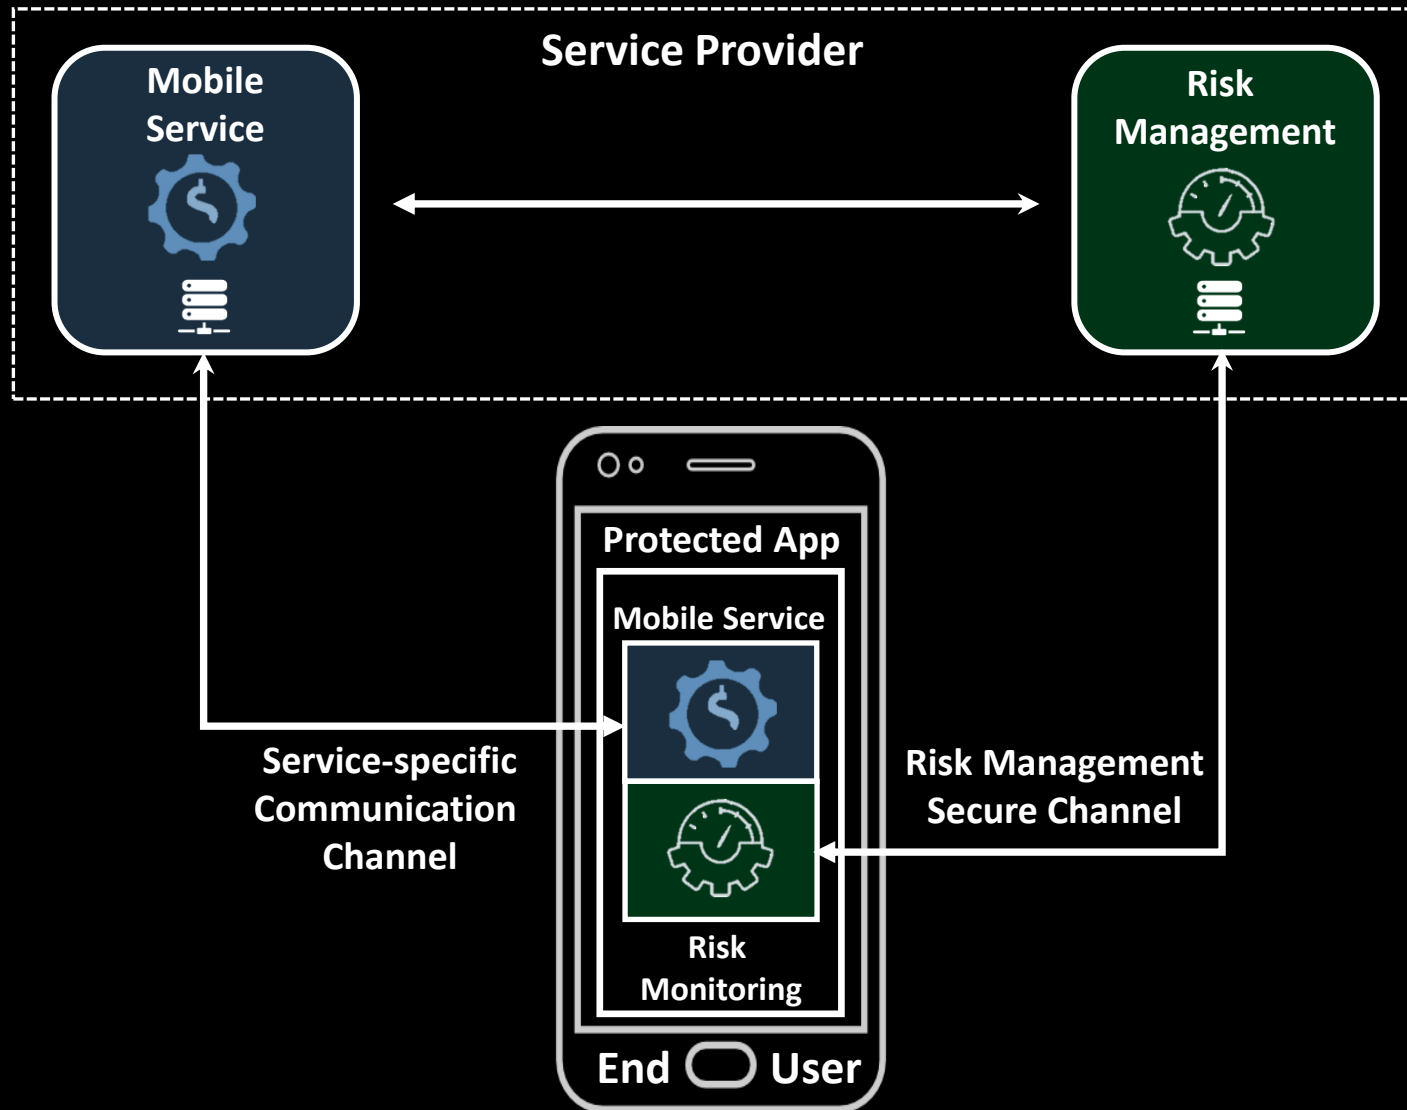 Service Provider
Mobile
Service
Risk
Management
Protected App
Mobile Service
Service-specific
Communication
Channel
Risk Management
Secure Channel
Risk
Monitoring
End User